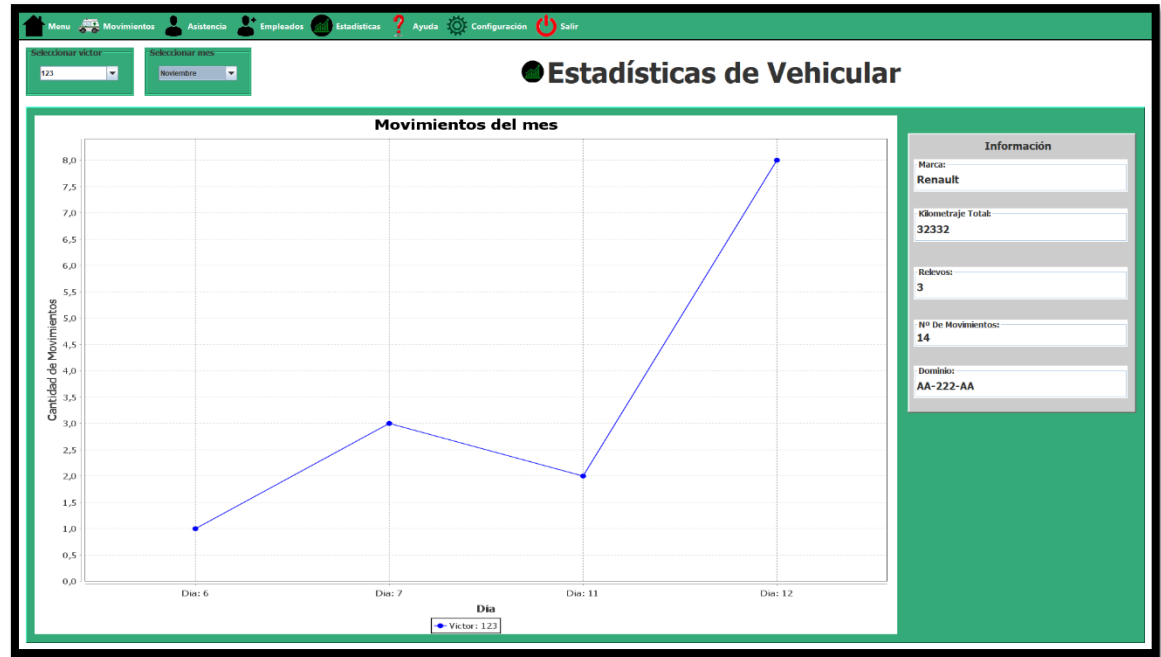 Menu Movimientos Asistencia Empleados Estadísticas Ayuda Configuración Salir
Seleccionar victor
123
Seleccionar mes
Noviembre
Estadísticas de Vehicular
Movimientos del mes
Cantidad de Movimientos
8,0
7,5
7,0
6,5
6,0
5,5
5,0
4,5
4,0
3,5
3,0
2,5
2,0
1,5
1,0
0,5
0,0
Dia: 6 Dia: 7 Dia: 11 Dia: 12
Día
Victor: 123
Información
Marca:
Renault
Kilometraje Total:
32332
Relevos:
3
Nº De Movimientos:
14
Dominio:
AA-222-AA